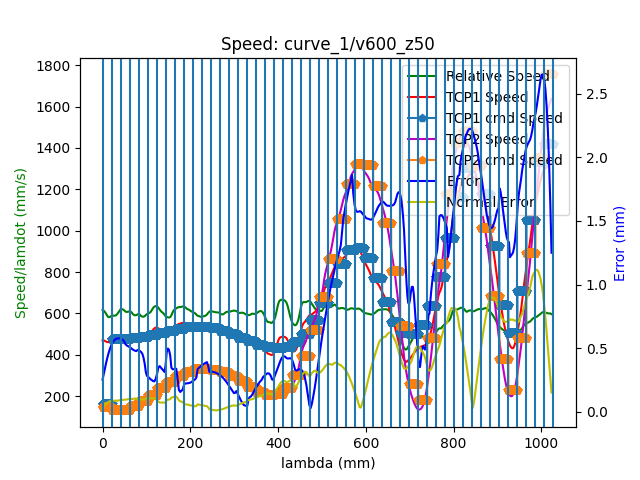 Speed: curve_1/v600_z50
1800
1600
1400
1200
1000
800
600
400
200
Speed/lamdot (mm/s)
Relative Speed
TCP1 Speed
TCP1 cmd Speed
TCP2 Speed
TCP2 cmd Speed
Error
Normal Error
2.5
2.0
1.5
1.0
0.5
0.0
Error (mm)
0 200 400 600 800 1000
lambda (mm)